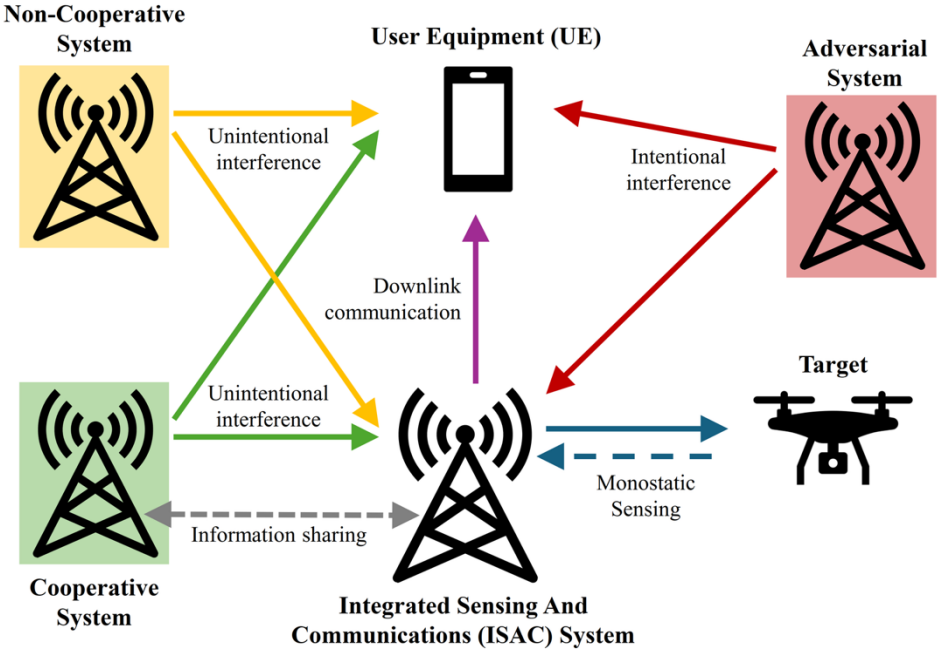 Non-Cooperative
System
User Equipment (UE)
Adversarial
System
Unintentional
interference
Intentional
interference
Downlink
communication
Target
Unintentional
interference
Monostatic
Sensing
Information sharing
Cooperative
System
Integrated Sensing And
Communications (ISAC) System